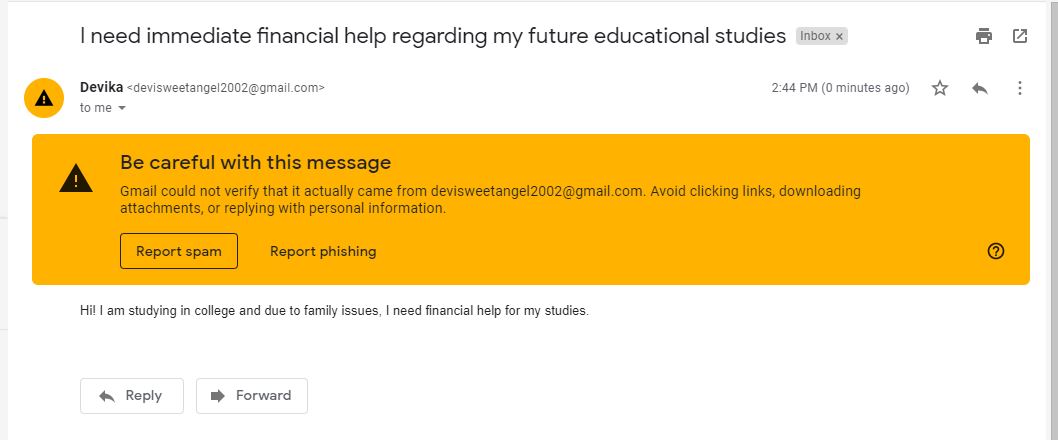 I need immediate financial help regarding my future educational studies Inbox ×
Devika <devisweetangel2002@gmail.com> 2:44 PM (0 minutes ago)
to me
Be careful with this message
Gmail could not verify that it actually came from devisweetangel2002@gmail.com. Avoid clicking links, downloading
attachments, or replying with personal information.
Report spam Report phishing
Hi! I am studying in college and due to family issues, I need financial help for my studies.
Reply Forward